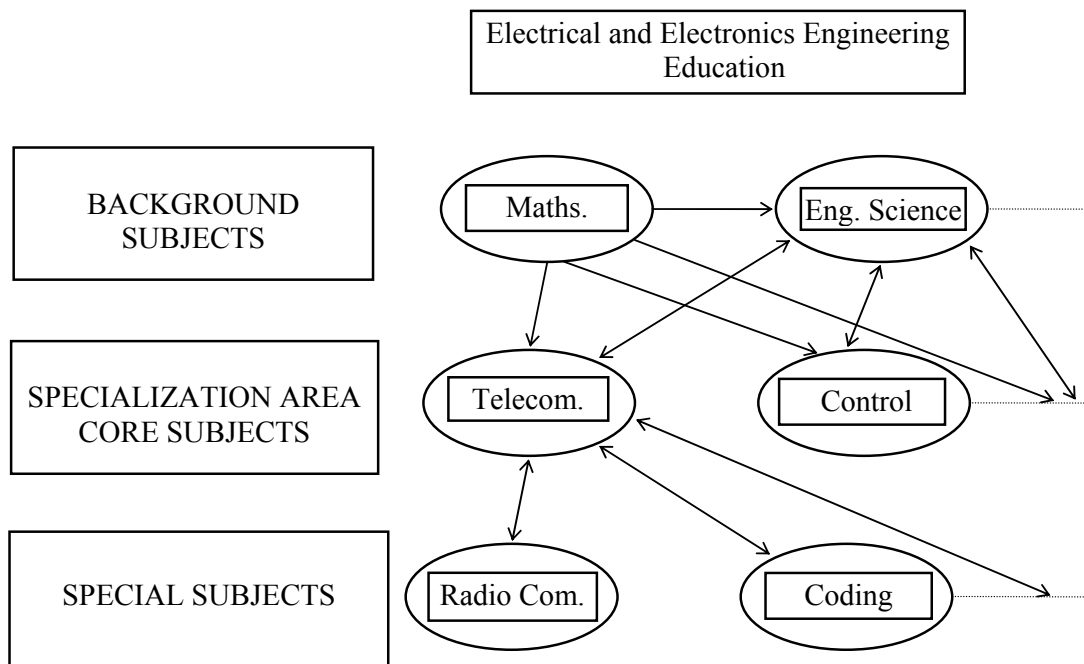 Electrical and Electronics Engineering
Education
BACKGROUND
SUBJECTS
Maths.
Eng. Science
SPECIALIZATION AREA
CORE SUBJECTS
Telecom.
Control
SPECIAL SUBJECTS
Radio Com.
Coding